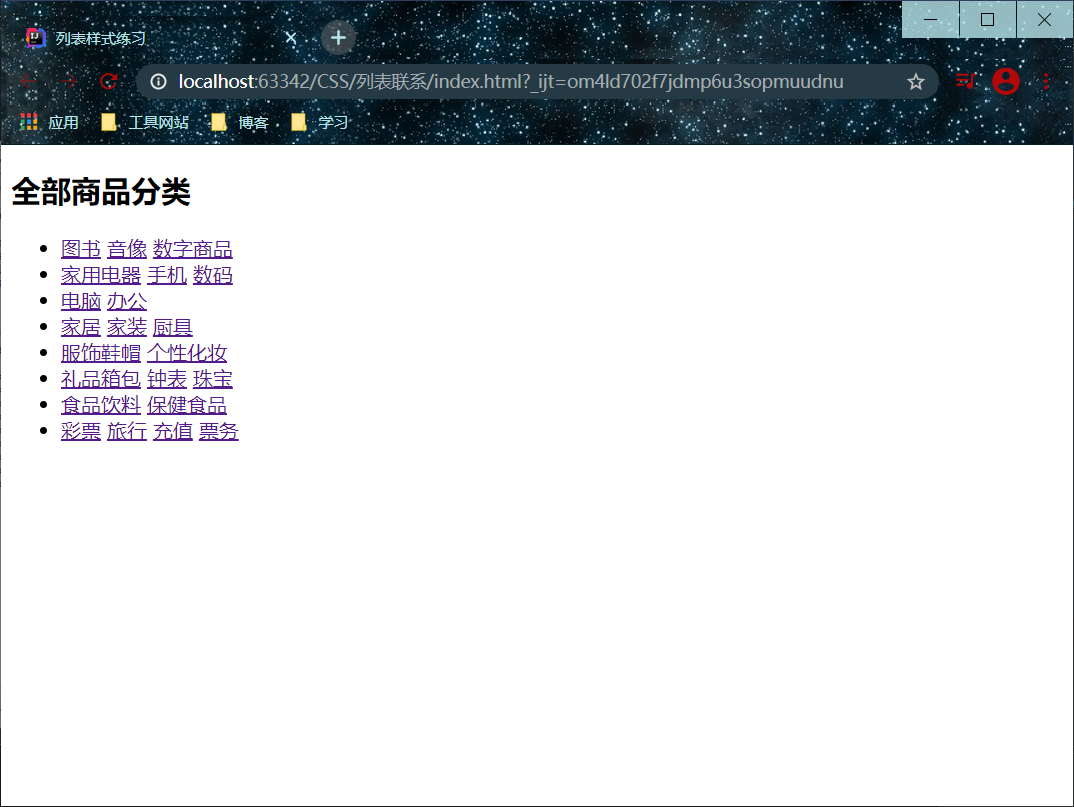 列表样式练习
localhost:63342/CSS/列表联系/index.html?_ijt=om4ld702f7jdmp6u3sopmuudnu
应用 工具网站 博客 学习
全部商品分类
图书 音像 数字商品
家用电器 手机 数码
电脑 办公
家居 家装 厨具
服饰鞋帽 个性化妆
礼品箱包 钟表 珠宝
食品饮料 保健食品
彩票 旅行 充值 票务